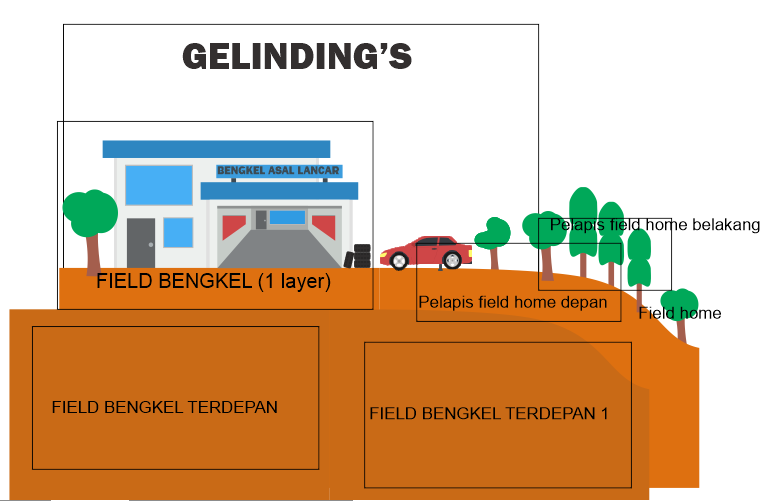 GELINDING'S
BENGKEL ASAL LANCAR
Pelapis field home belakang
FIELD BENGKEL (1 layer)
Pelapis field home depan
Field home
FIELD BENGKEL TERDEPAN
FIELD BENGKEL TERDEPAN 1